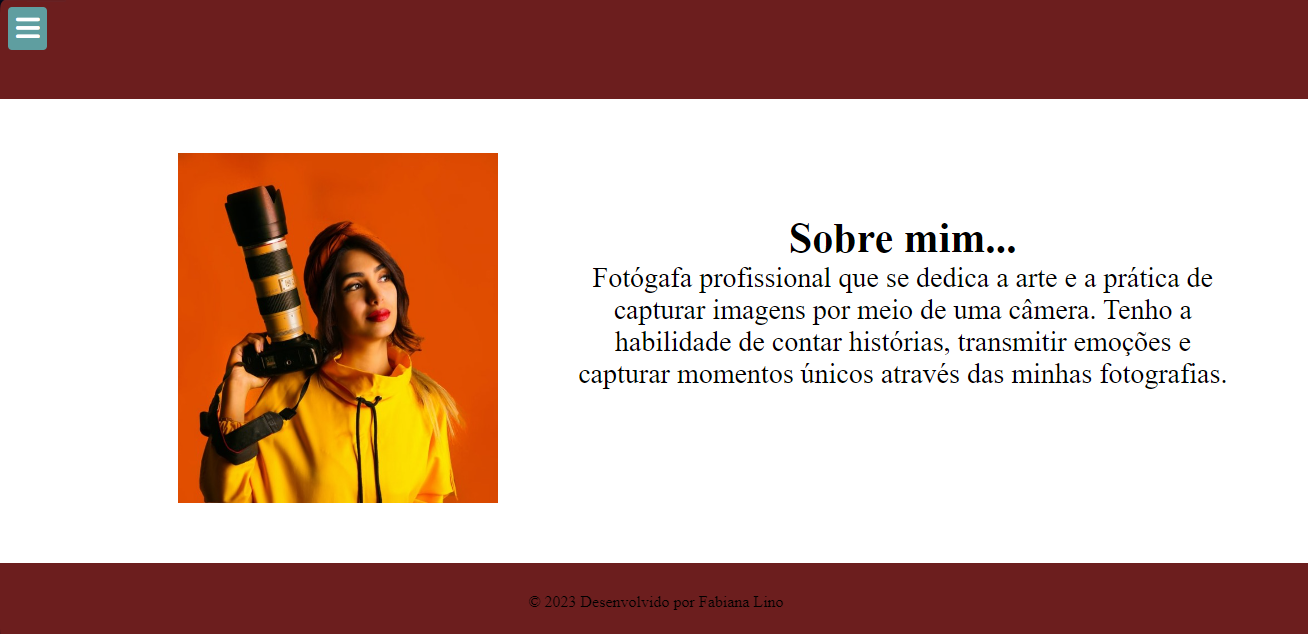 Sobre mim...
Fotógafa profissional que se dedica a arte e a prática de
capturar imagens por meio de uma câmera. Tenho a
habilidade de contar histórias, transmitir emoções e
capturar momentos únicos através das minhas fotografias.
© 2023 Desenvolvido por Fabiana Lino